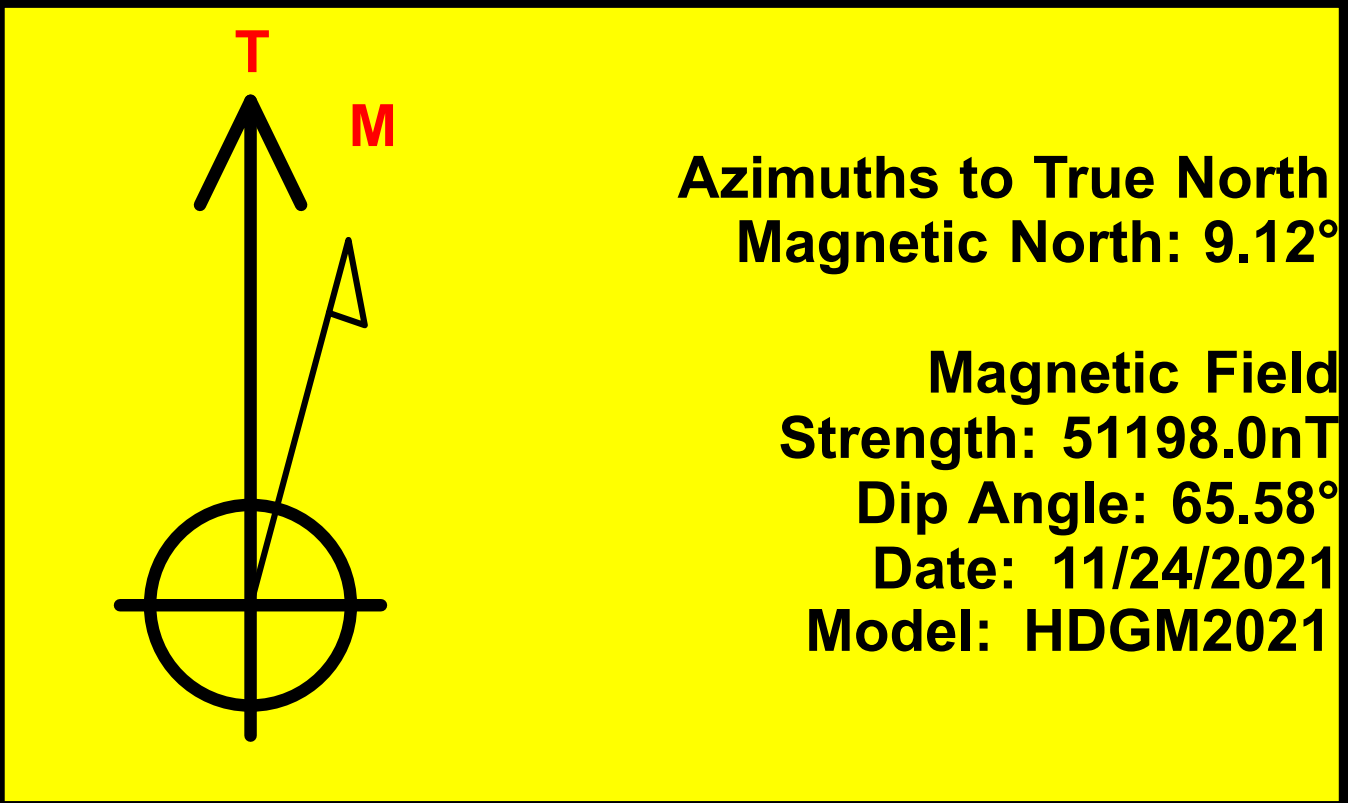 T
M
Azimuths to True North
Magnetic North: 9.12°
Magnetic Field
Strength: 51198.0nT
Dip Angle: 65.58°
Date: 11/24/2021
Model: HDGM2021